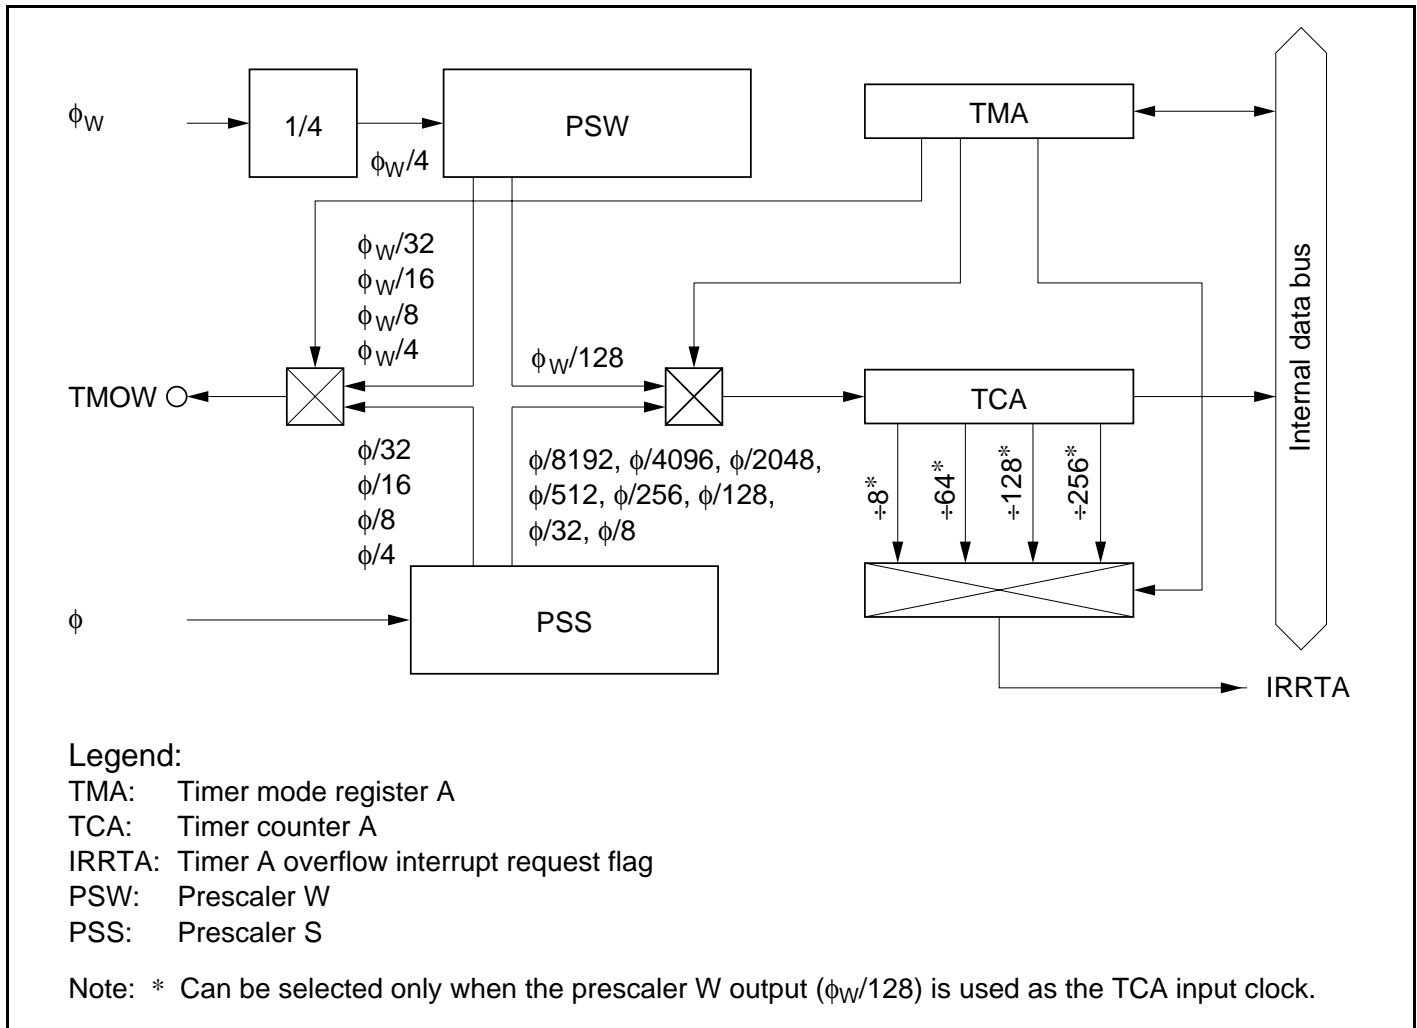 ϕW
1/4
PSW
TMA
ϕW/4
ϕW/32
ϕW/16
ϕW/8
ϕW/4
ϕW/128
Internal data bus
TMOW
TCA
ϕ/32
ϕ/16
ϕ/8
ϕ/4
ϕ/8192, ϕ/4096, ϕ/2048,
ϕ/512, ϕ/256, ϕ/128,
ϕ/32, ϕ/8
÷8*
÷64*
÷128*
÷256*
ϕ
PSS
IRRTA
Legend:
TMA: Timer mode register A
TCA: Timer counter A
IRRTA: Timer A overflow interrupt request flag
PSW: Prescaler W
PSS: Prescaler S
Note: * Can be selected only when the prescaler W output (ϕW/128) is used as the TCA input clock.